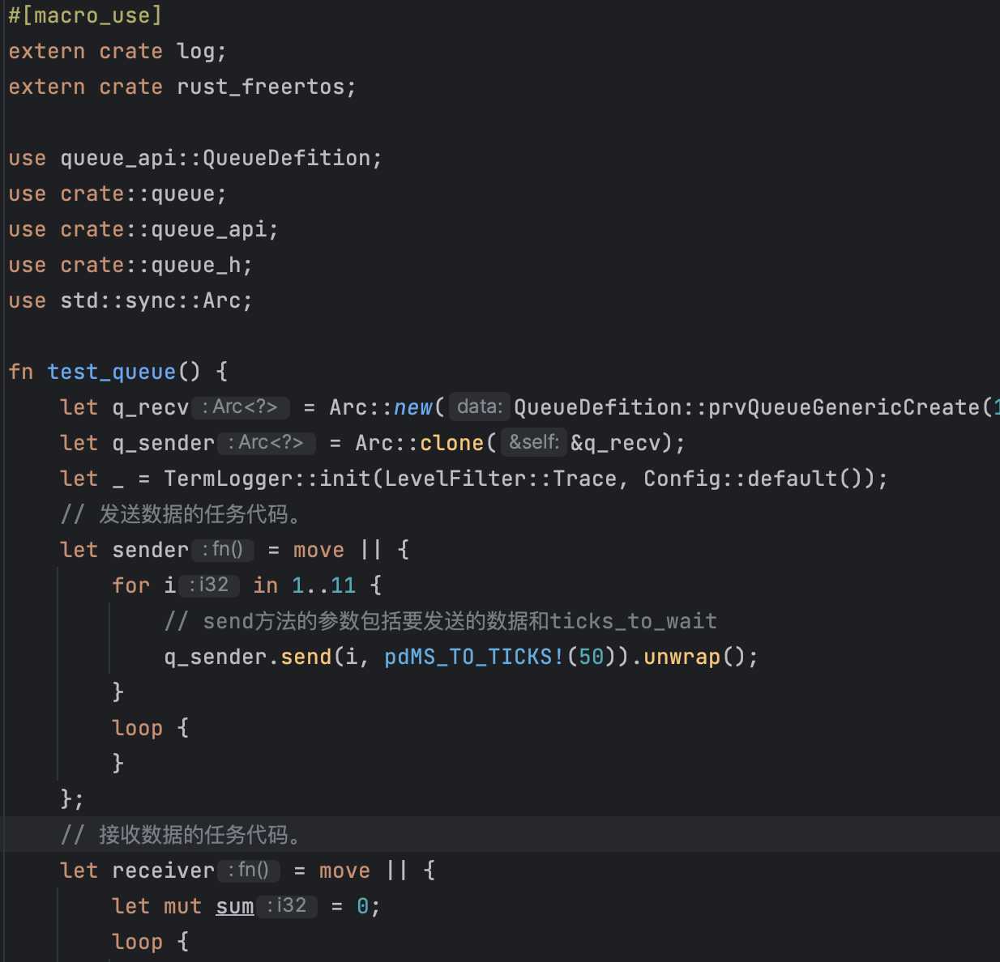 #[macro_use]
extern crate log;
extern crate rust_freertos;
use queue_api::QueueDefition;
use crate::queue;
use crate::queue_api;
use crate::queue_h;
use std::sync::Arc;
fn test_queue() {
let q_recv : Arc<?> = Arc::new( data: QueueDefition::prvQueueGenericCreate(1
let q_sender : Arc<?> = Arc::clone( &self: &q_recv);
let _ = TermLogger::init(LevelFilter::Trace, Config::default());
// 发送数据的任务代码。
let sender : fn() = move || {
for i : i32 in 1..11 {
// send方法的参数包括要发送的数据和ticks_to_wait
q_sender.send(i, pdMS_TO_TICKS!(50)).unwrap();
}
loop {
}
};
// 接收数据的任务代码。
let receiver : fn() = move || {
let mut sum : i32 = 0;
loop {